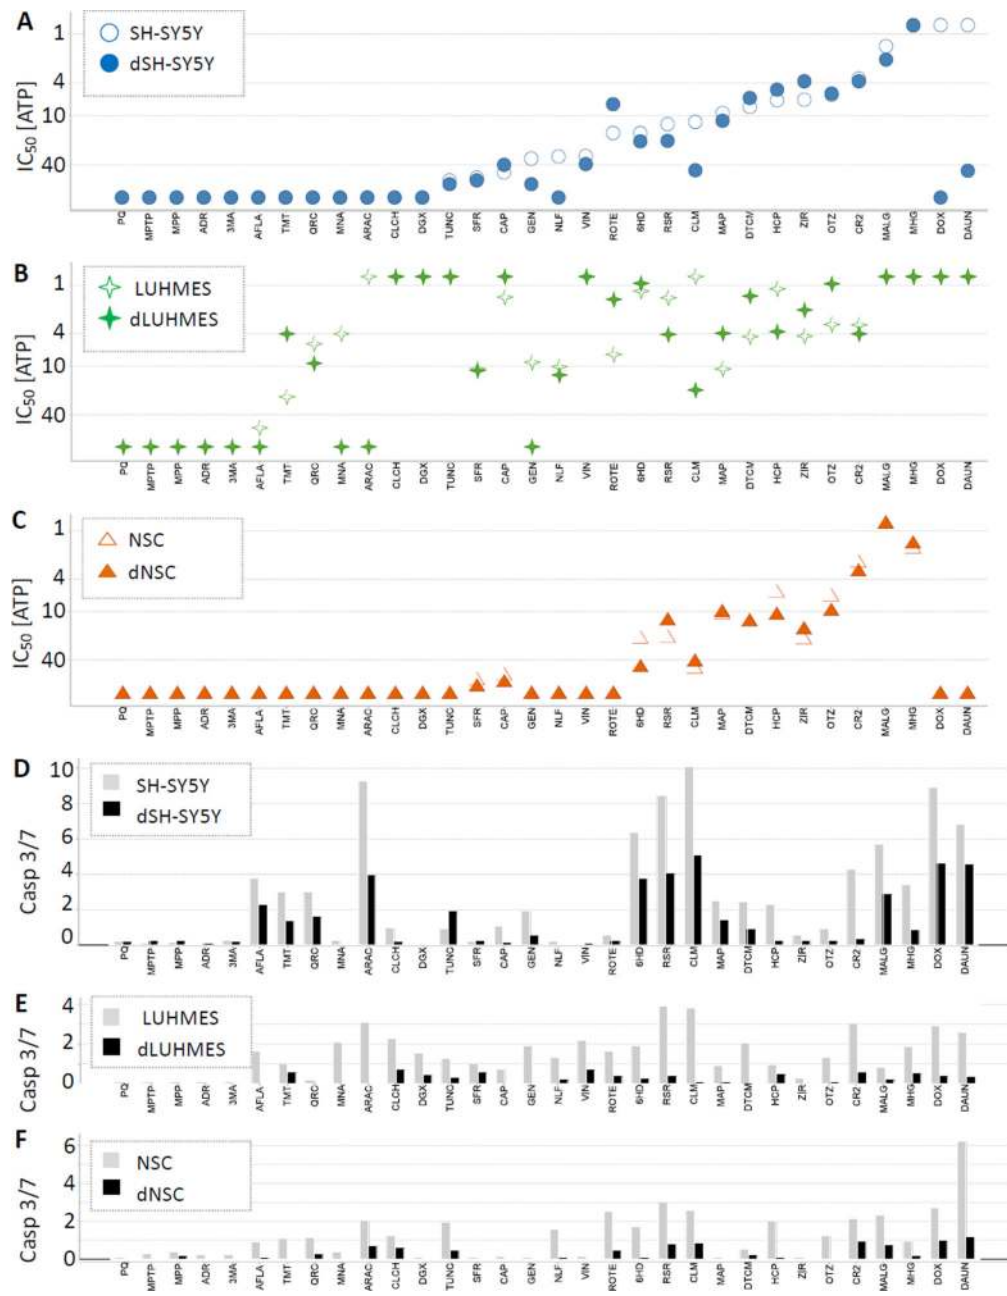 A
SH-SY5Y
dSH-SY5Y
IC50 [ATP]
1
4
10
40
PQ MPTP MPP ADR 3MA AFLA TMT QRC MNA ARAC CLCH DGX TUNC SFR CAP GEN NLF VIN ROTE 6HD RSR CLM MAP DTCM HCP ZIR OTZ CR2 MALG MHG DOX DAUN
B
LUHMES
dLUHMES
IC50 [ATP]
1
4
10
40
PQ MPTP MPP ADR 3MA AFLA TMT QRC MNA ARAC CLCH DGX TUNC SFR CAP GEN NLF VIN ROTE 6HD RSR CLM MAP DTCM HCP ZIR OTZ CR2 MALG MHG DOX DAUN
C
NSC
dNSC
IC50 [ATP]
1
4
10
40
PQ MPTP MPP ADR 3MA AFLA TMT QRC MNA ARAC CLCH DGX TUNC SFR CAP GEN NLF VIN ROTE 6HD RSR CLM MAP DTCM HCP ZIR OTZ CR2 MALG MHG DOX DAUN
D
SH-SY5Y
dSH-SY5Y
Casp 3/7
10
8
6
4
2
0
PQ MPTP MPP ADR 3MA AFLA TMT QRC MNA ARAC CLCH DGX TUNC SFR CAP GEN NLF VIN ROTE 6HD RSR CLM MAP DTCM HCP ZIR OTZ CR2 MALG MHG DOX DAUN
E
LUHMES
dLUHMES
Casp 3/7
4
2
0
PQ MPTP MPP ADR 3MA AFLA TMT QRC MNA ARAC CLCH DGX TUNC SFR CAP GEN NLF VIN ROTE 6HD RSR CLM MAP DTCM HCP ZIR OTZ CR2 MALG MHG DOX DAUN
F
NSC
dNSC
Casp 3/7
6
4
2
0
PQ MPTP MPP ADR 3MA AFLA TMT QRC MNA ARAC CLCH DGX TUNC SFR CAP GEN NLF VIN ROTE 6HD RSR CLM MAP DTCM HCP ZIR OTZ CR2 MALG MHG DOX DAUN